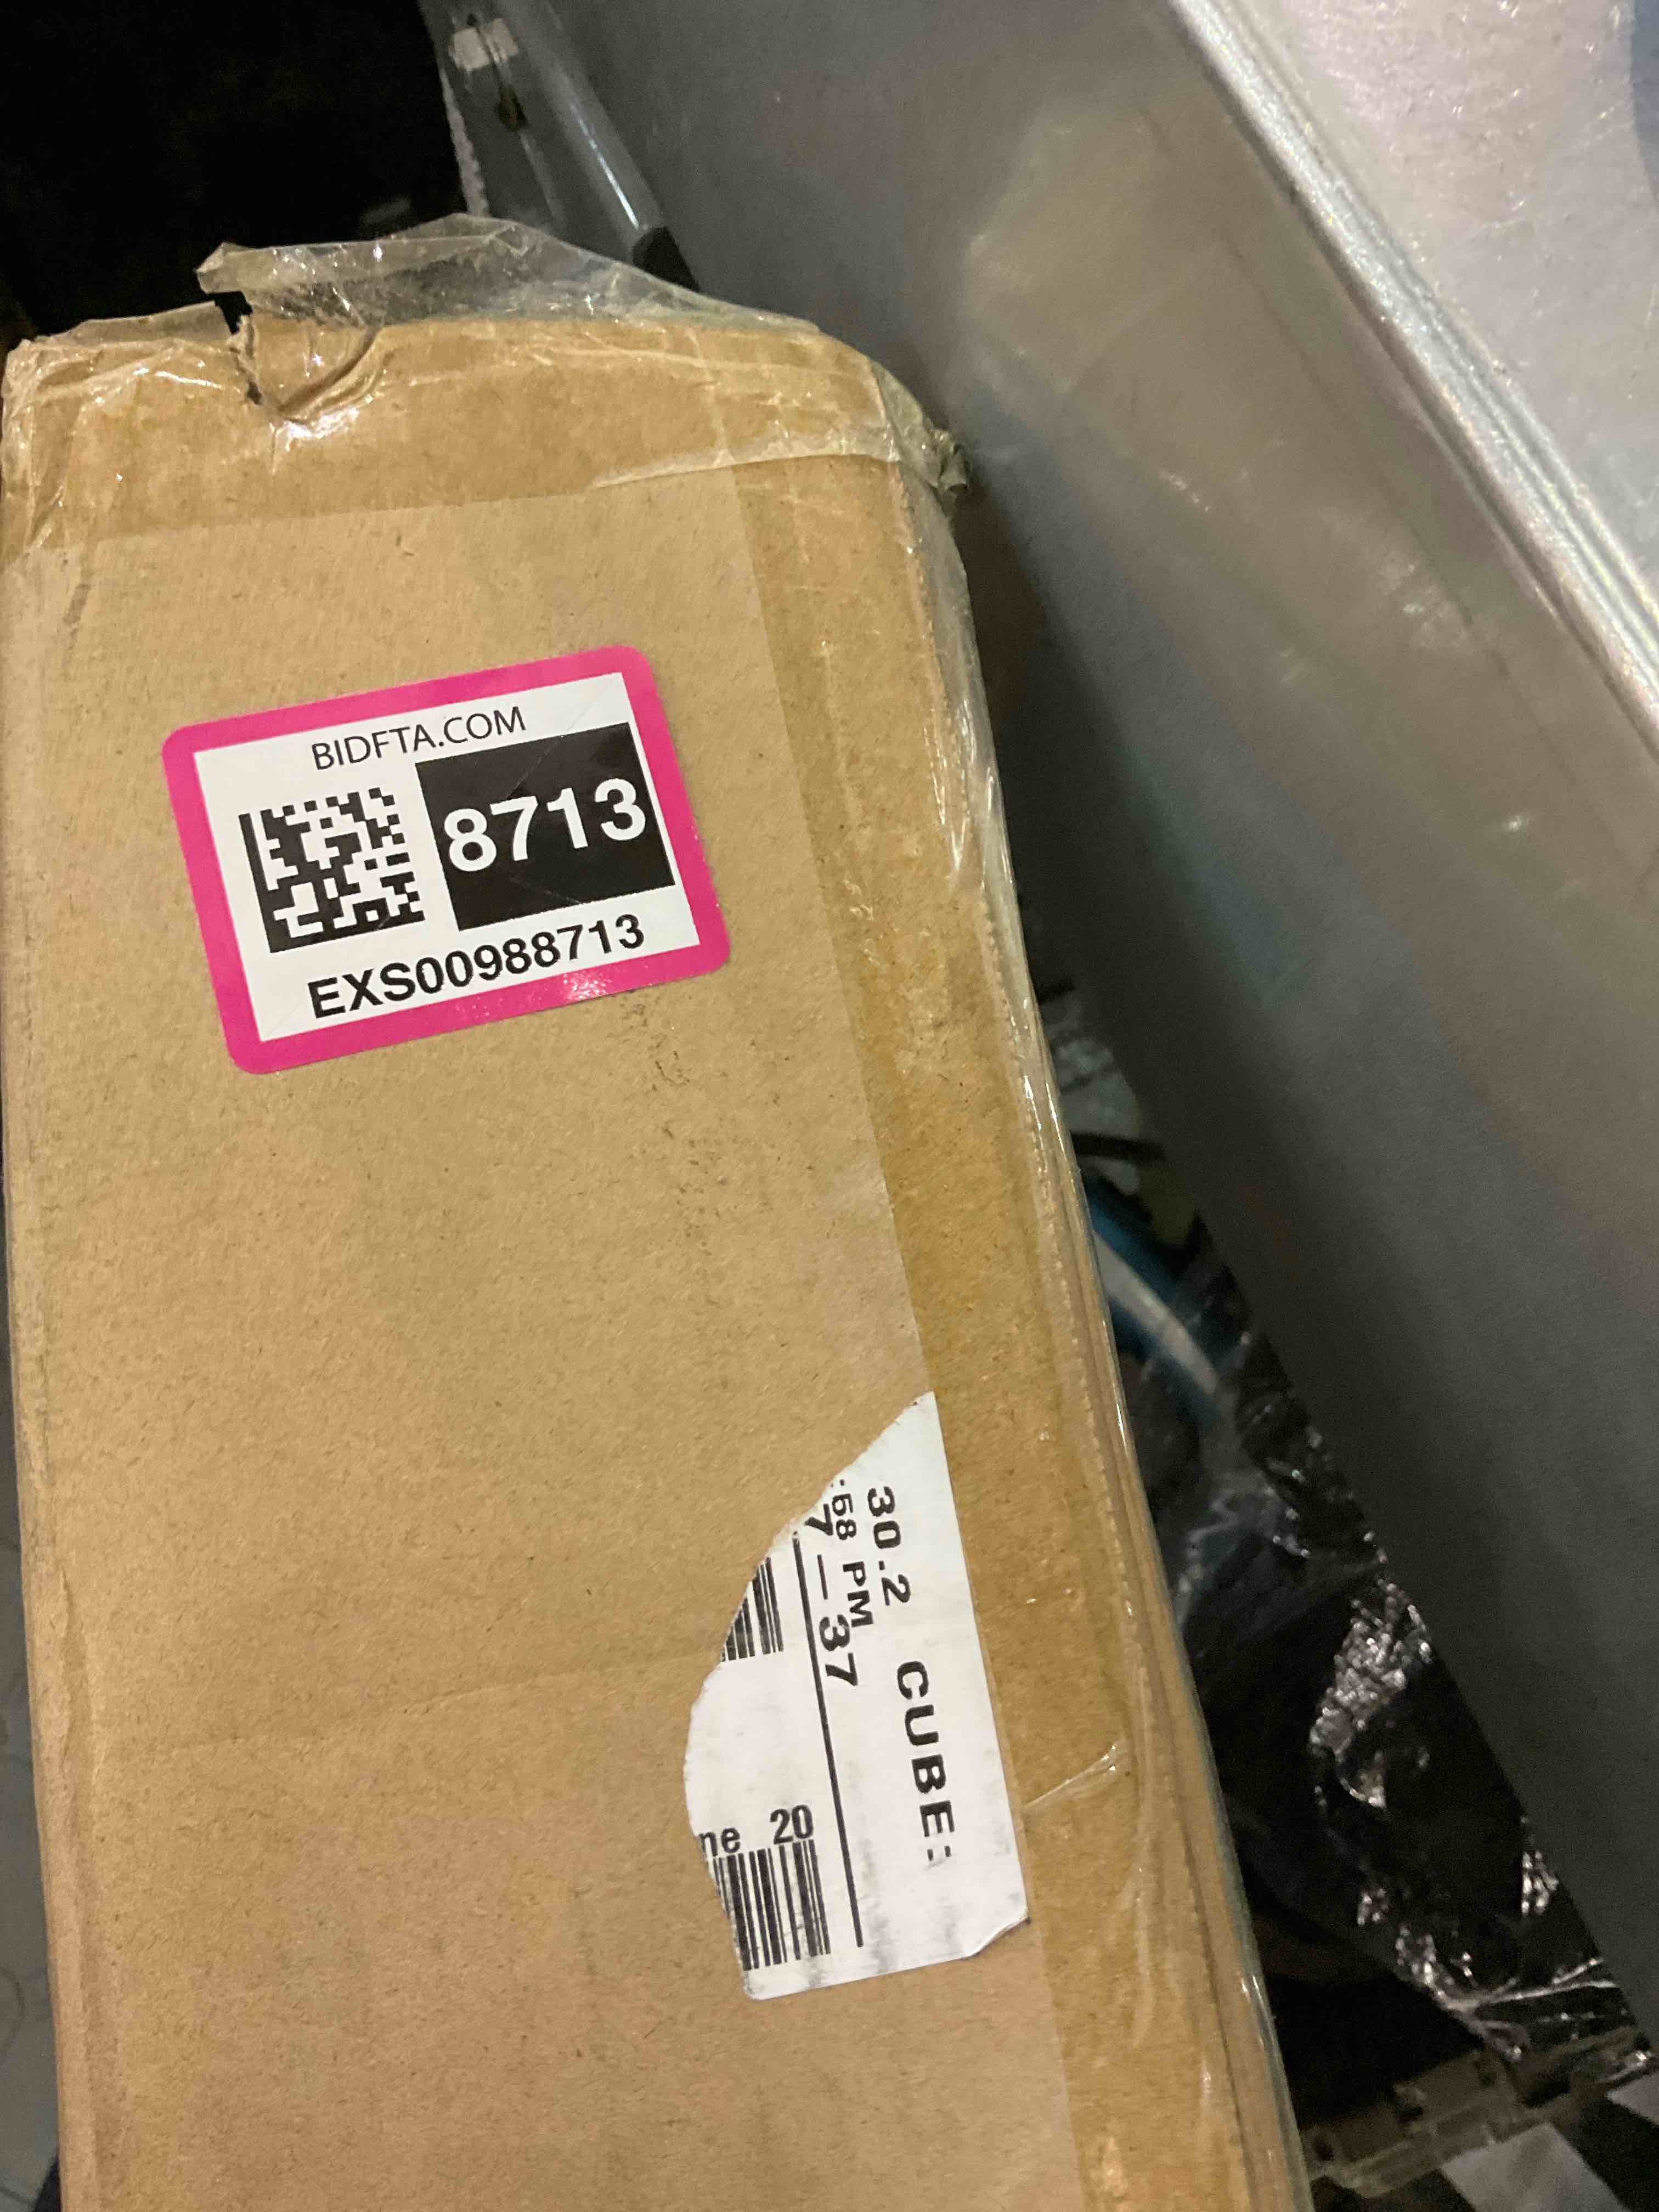 BIDFTA.COM
8713
EXS00988713
30.2 CUBE:
:58 PM
7-37
ne 20